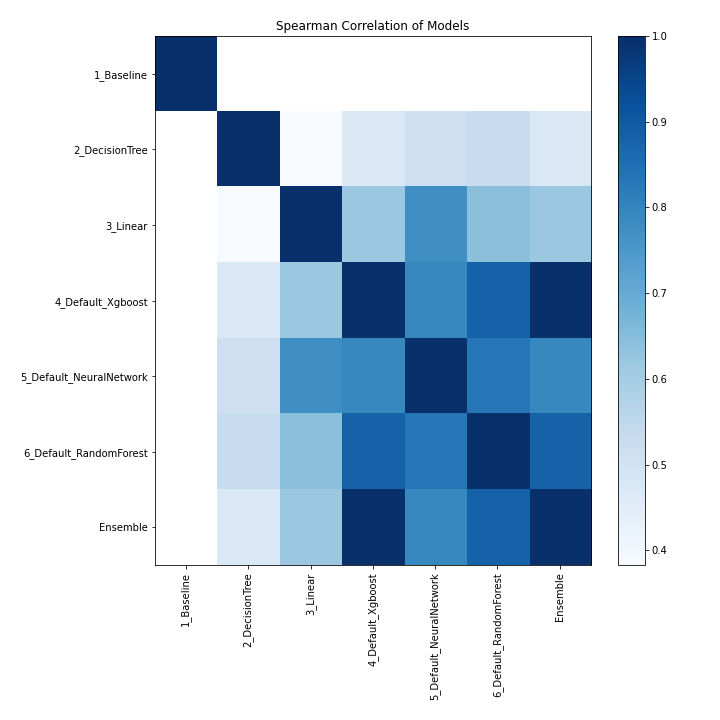 Spearman Correlation of Models
1_Baseline
2_DecisionTree
3_Linear
4_Default_Xgboost
5_Default_NeuralNetwork
6_Default_RandomForest
Ensemble
1_Baseline
2_DecisionTree
3_Linear
4_Default_Xgboost
5_Default_NeuralNetwork
6_Default_RandomForest
Ensemble
1.0
0.9
0.8
0.7
0.6
0.5
0.4